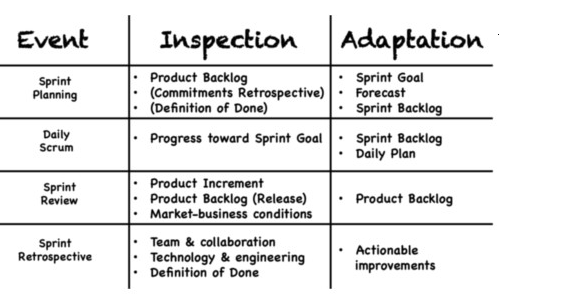 Event Inspection Adaptation
Sprint
Planning
• Product Backlog
• (Commitments Retrospective)
• (Definition of Done)
• Sprint Goal
• Forecast
• Sprint Backlog
Daily
Scrum
• Progress toward Sprint Goal
• Sprint Backlog
• Daily Plan
Sprint
Review
• Product Increment
• Product Backlog (Release)
• Market-business conditions
• Product Backlog
Sprint
Retrospective
• Team & collaboration
• Technology & engineering
• Definition of Done
• Actionable
improvements